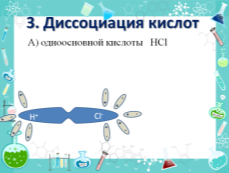 3. Диссоциация кислот
А) одноосновной кислоты HCl
H⁺ Cl⁻